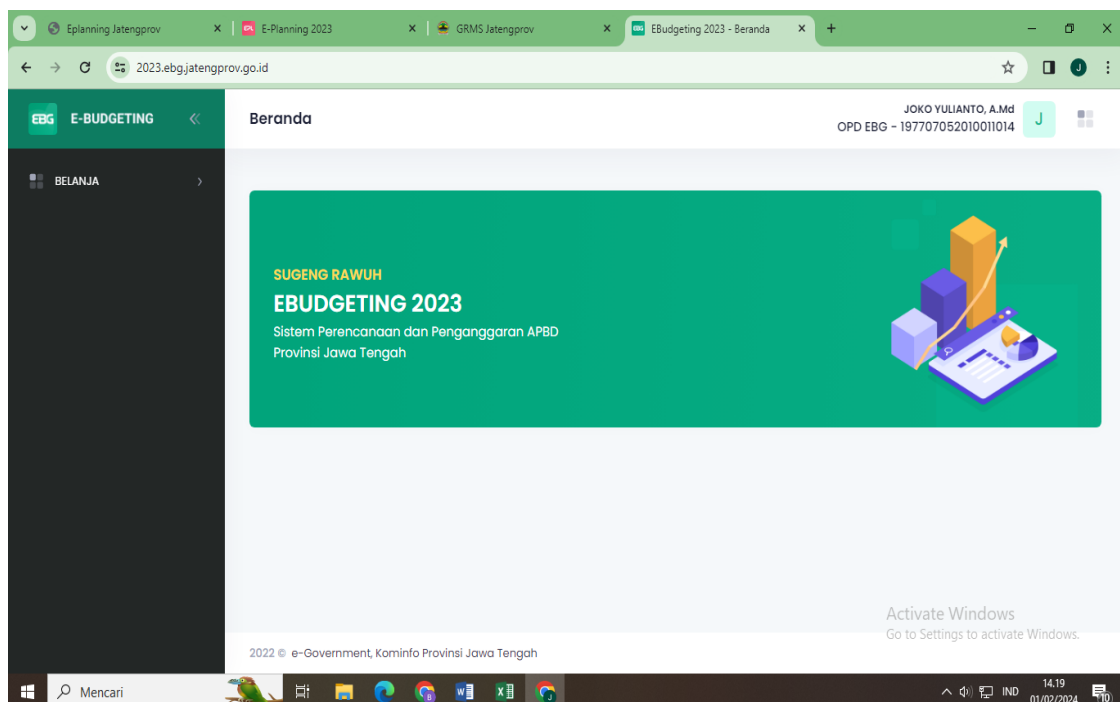 Eplanning Jatengprov
E-Planning 2023
GRMS Jatengprov
EBudgeting 2023 - Beranda
2023.ebg.jatengprov.go.id
J
EBG E-BUDGETING
Beranda
JOKO YULIANTO, A.Md
OPD EBG - 197707052010011014
J
BELANJA
SUGENG RAWUH
EBUDGETING 2023
Sistem Perencanaan dan Penganggaran APBD
Provinsi Jawa Tengah
Activate Windows
Go to Settings to activate Windows.
2022 © e-Government, Kominfo Provinsi Jawa Tengah
Mencari
IND
14.19
01/02/2024